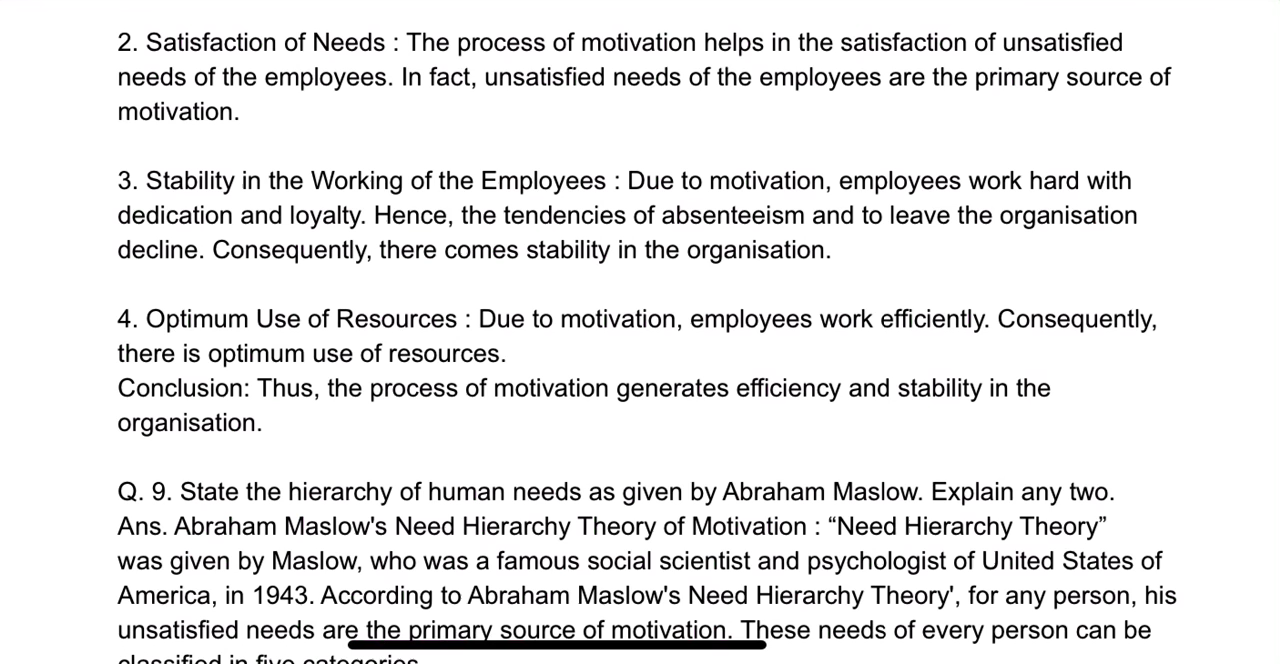 2. Satisfaction of Needs : The process of motivation helps in the satisfaction of unsatisfied
needs of the employees. In fact, unsatisfied needs of the employees are the primary source of
motivation.
3. Stability in the Working of the Employees : Due to motivation, employees work hard with
dedication and loyalty. Hence, the tendencies of absenteeism and to leave the organisation
decline. Consequently, there comes stability in the organisation.
4. Optimum Use of Resources : Due to motivation, employees work efficiently. Consequently,
there is optimum use of resources.
Conclusion: Thus, the process of motivation generates efficiency and stability in the
organisation.
Q. 9. State the hierarchy of human needs as given by Abraham Maslow. Explain any two.
Ans. Abraham Maslow's Need Hierarchy Theory of Motivation : “Need Hierarchy Theory”
was given by Maslow, who was a famous social scientist and psychologist of United States of
America, in 1943. According to Abraham Maslow's Need Hierarchy Theory', for any person, his
unsatisfied needs are the primary source of motivation. These needs of every person can be
classified in five categories.